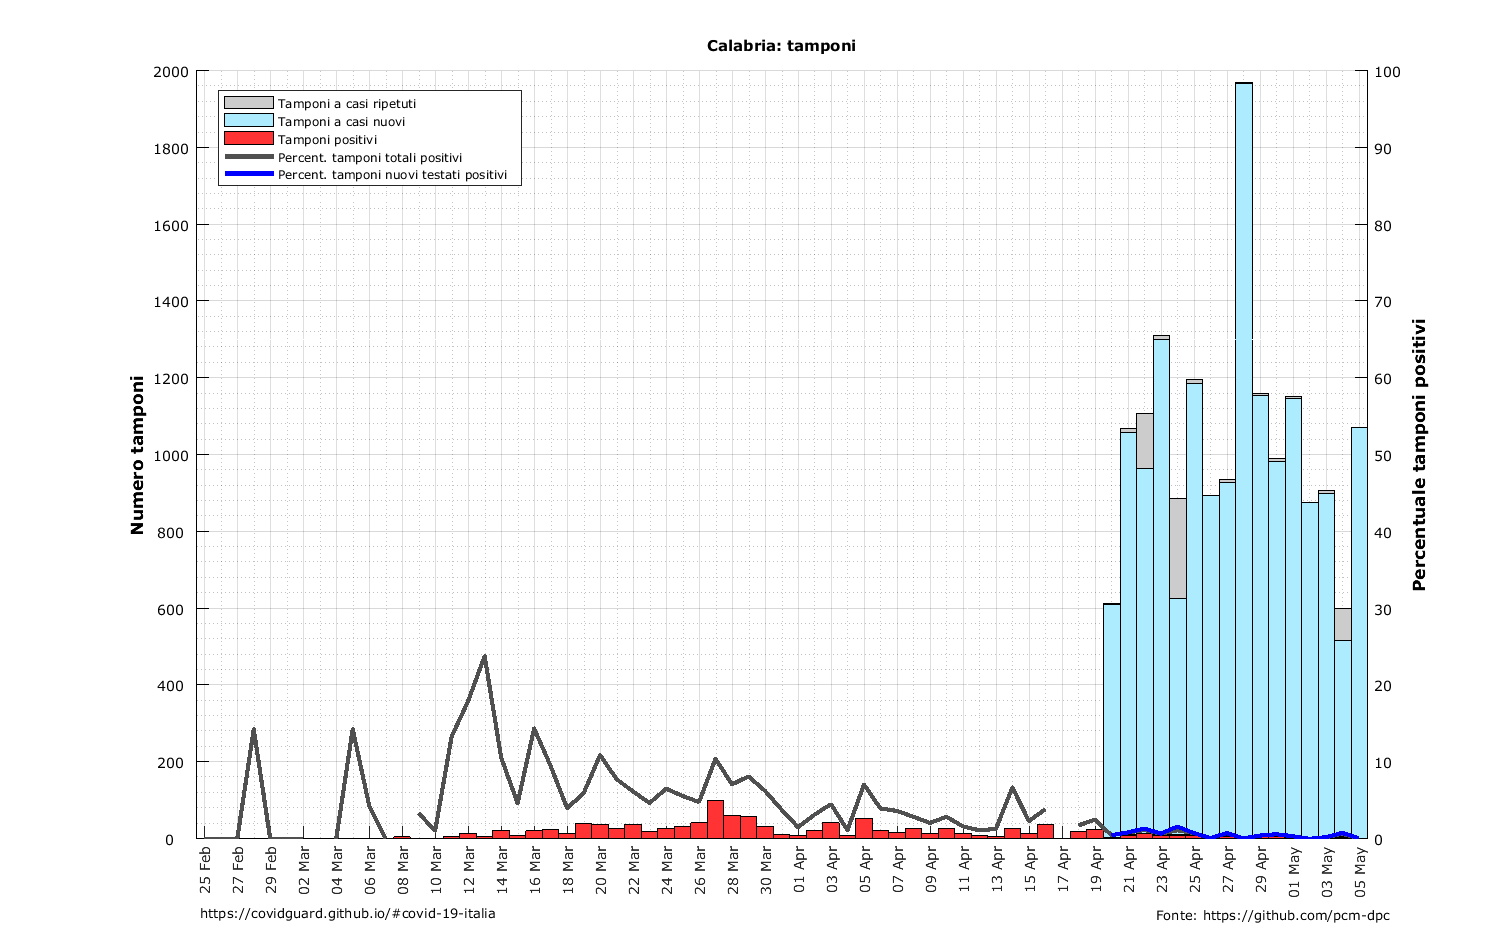 Calabria: tamponi
Tamponi a casi ripetuti
Tamponi a casi nuovi
Tamponi positivi
Percent. tamponi totali positivi
Percent. tamponi nuovi testati positivi
Numero tamponi
2000
1800
1600
1400
1200
1000
800
600
400
200
0
100
90
80
70
60
50
40
30
20
10
0
Percentuale tamponi positivi
25 Feb
27 Feb
29 Feb
02 Mar
04 Mar
06 Mar
08 Mar
10 Mar
12 Mar
14 Mar
16 Mar
18 Mar
20 Mar
22 Mar
24 Mar
26 Mar
28 Mar
30 Mar
01 Apr
03 Apr
05 Apr
07 Apr
09 Apr
11 Apr
13 Apr
15 Apr
17 Apr
19 Apr
21 Apr
23 Apr
25 Apr
27 Apr
29 Apr
01 May
03 May
05 May
https://covidguard.github.io/#covid-19-italia
Fonte: https://github.com/pcm-dpc